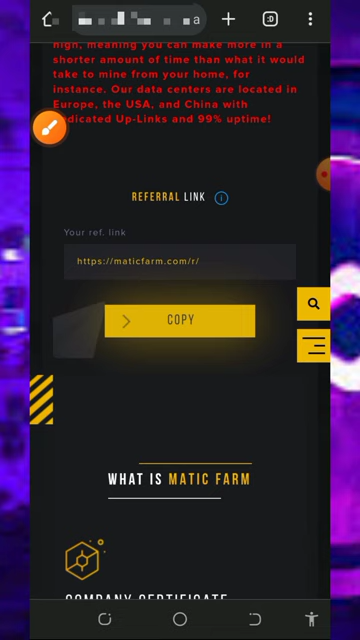 high, meaning you can make more in a
shorter amount of time than what it would
take to mine from your home, for
instance. Our data centers are located in
Europe, the USA, and China with
Up-Links and 99% uptime!
REFERRAL LINK
Your ref. link
https://maticfarm.com/r/
COPY
WHAT IS MATIC FARM
COMPANY CERTIFICATE